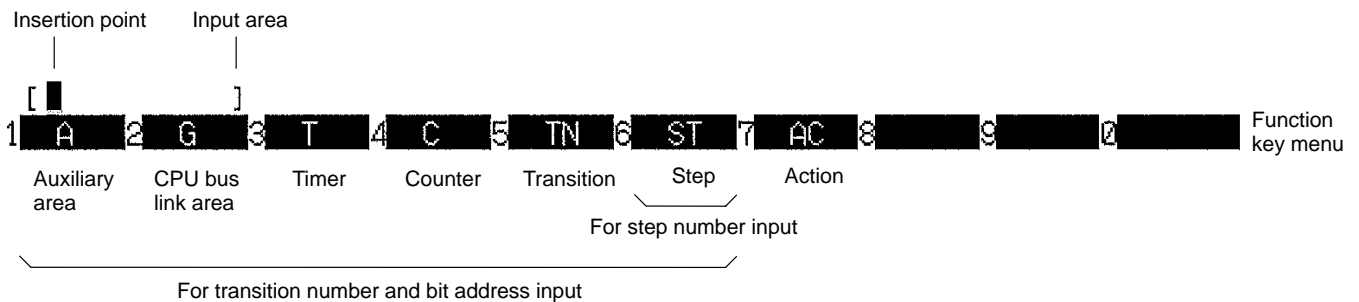 Insertion point Input area
[ ]
1 A 2 G 3 T 4 C 5 TN 6 ST 7 AC 8 9 0
Function
key menu
Auxiliary
area
CPU bus
link area
Timer
Counter
Transition
Step
Action
For step number input
For transition number and bit address input